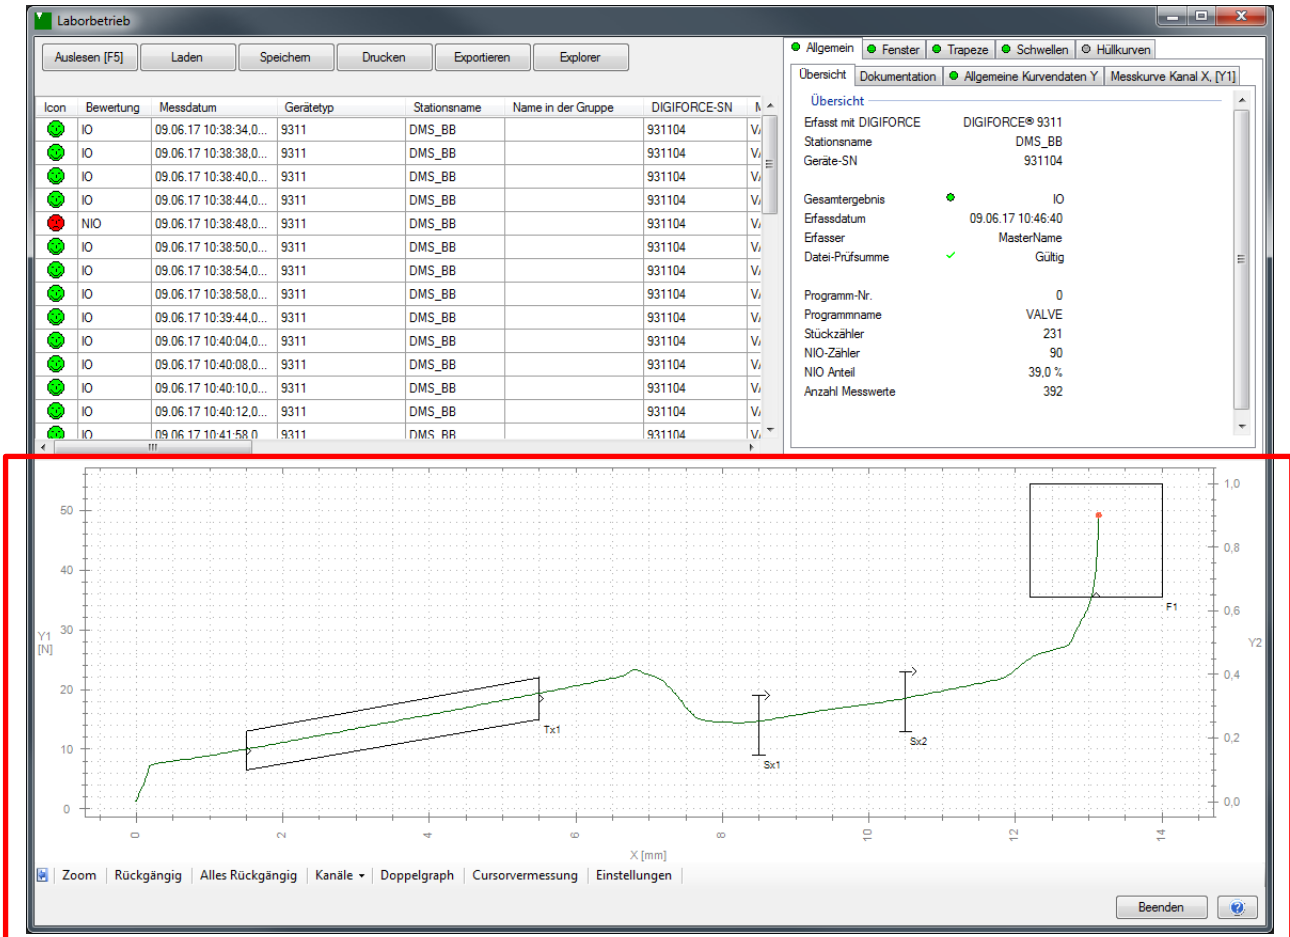 Laborbetrieb
Auslesen [F5] Laden Speichern Drucken Exportieren Explorer
Icon Bewertung Messdatum Gerätetyp Stationsname Name in der Gruppe DIGIFORCE-SN
IO 09.06.17 10:38:34,0... 9311 DMS_BB 931104
IO 09.06.17 10:38:38,0... 9311 DMS_BB 931104
IO 09.06.17 10:38:40,0... 9311 DMS_BB 931104
IO 09.06.17 10:38:44,0... 9311 DMS_BB 931104
NIO 09.06.17 10:38:48,0... 9311 DMS_BB 931104
IO 09.06.17 10:38:50,0... 9311 DMS_BB 931104
IO 09.06.17 10:38:54,0... 9311 DMS_BB 931104
IO 09.06.17 10:38:58,0... 9311 DMS_BB 931104
IO 09.06.17 10:39:44,0... 9311 DMS_BB 931104
IO 09.06.17 10:40:04,0... 9311 DMS_BB 931104
IO 09.06.17 10:40:08,0... 9311 DMS_BB 931104
IO 09.06.17 10:40:10,0... 9311 DMS_BB 931104
IO 09.06.17 10:40:12,0... 9311 DMS_BB 931104
IO 09.06.17 10:41:58,0 9311 DMS_BB 931104
Allgemein Fenster Trapeze Schwellen Hüllkurven
Übersicht Dokumentation Allgemeine Kurvendaten Y Messkurve Kanal X, [Y1]
Übersicht
Erfasst mit DIGIFORCE DIGIFORCE® 9311
Stationsname DMS_BB
Geräte-SN 931104
Gesamtergebnis IO
Erfassdatum 09.06.17 10:46:40
Erfasser MasterName
Datei-Prüfsumme Gültig
Programm-Nr. 0
Programmname VALVE
Stückzähler 231
NIO-Zähler 90
NIO Anteil 39,0 %
Anzahl Messwerte 392
50
40
30
20
10
0
Y1
[N]
1,0
0,8
0,6
0,4
0,2
0,0
Y2
F1
Tx1
Sx1
Sx2
0 2 4 6 8 10 12 14
X [mm]
Zoom Rückgängig Alles Rückgängig Kanäle Doppelgraph Cursorvermessung Einstellungen
Beenden ?